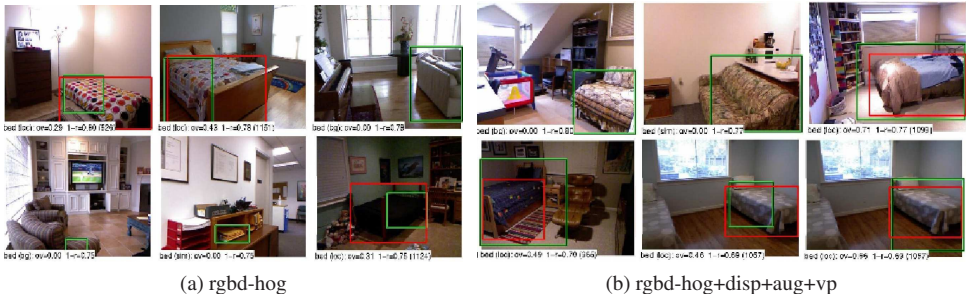 bed (loc): ov=0.29 1-r=0.80 (526)
bed (loc): ov=0.43 1-r=0.78 (1151)
bed (bg): ov=0.00 1-r=0.78
bed (bg): ov=0.00 1-r=0.80
bed (sim): ov=0.00 1-r=0.77
bed (loc): ov=0.71 1-r=0.77 (1099)
bed (bg): ov=0.00 1-r=0.75
bed (sim): ov=0.00 1-r=0.75
bed (loc): ov=0.31 1-r=0.75 (1124)
bed (loc): ov=0.49 1-r=0.70
bed (loc): ov=0.46 1-r=0.69 (1057)
bed (loc): 1-r=0.69 (1057)
(a) rgbd-hog
(b) rgbd-hog+disp+aug+vp